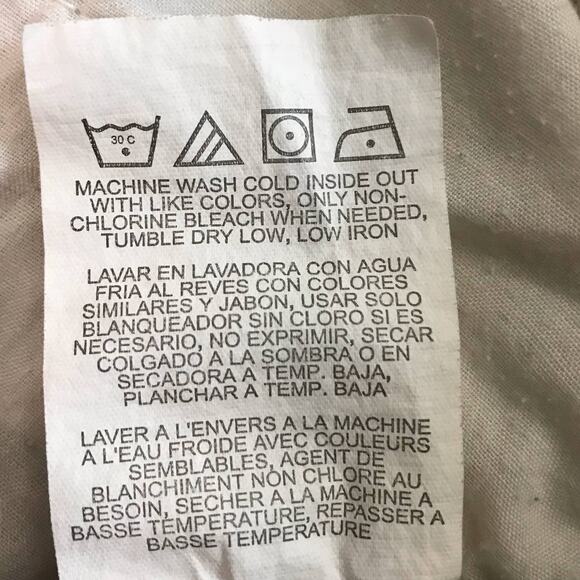 30 C
MACHINE WASH COLD INSIDE OUT
WITH LIKE COLORS, ONLY NON-
CHLORINE BLEACH WHEN NEEDED,
TUMBLE DRY LOW, LOW IRON
LAVAR EN LAVADORA CON AGUA
FRIA AL REVES CON COLORES
SIMILARES Y JABON, USAR SOLO
BLANQUEADOR SIN CLORO SI ES
NECESARIO, NO EXPRIMIR, SECAR
COLGADO A LA SOMBRA O EN
SECADORA A TEMP. BAJA,
PLANCHAR A TEMP. BAJA
LAVER A L'ENVERS A LA MACHINE
A L'EAU FROIDE AVEC COULEURS
SEMBLABLES, AGENT DE
BLANCHIMENT NON CHLORE AU
BESOIN, SECHER A LA MACHINE A
BASSE TEMPÉRATURE, REPASSER A
BASSE TEMPERATURE